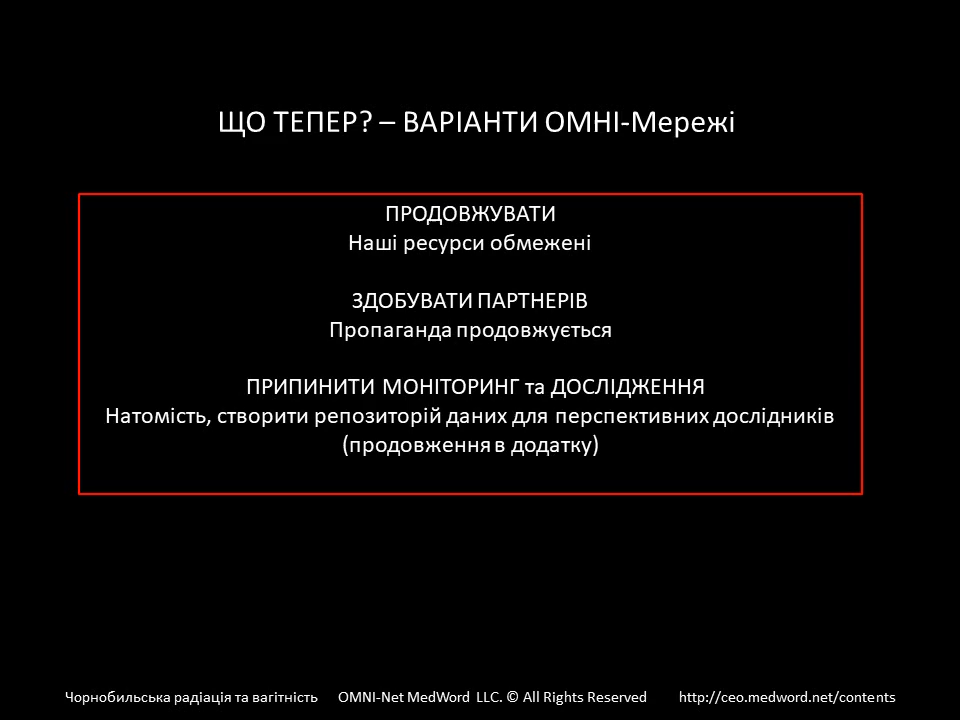 ЩО ТЕПЕР? – ВАРІАНТИ ОМНІ-Мережі
ПРОДОВЖУВАТИ
Наші ресурси обмежені
ЗДОБУВАТИ ПАРТНЕРІВ
Пропаганда продовжується
ПРИПИНИТИ МОНІТОРИНГ та ДОСЛІДЖЕННЯ
Натомість, створити репозиторій даних для перспективних дослідників
(продовження в додатку)
Чорнобильська радіація та вагітність OMNI-Net MedWord LLC. © All Rights Reserved http://ceo.medword.net/contents